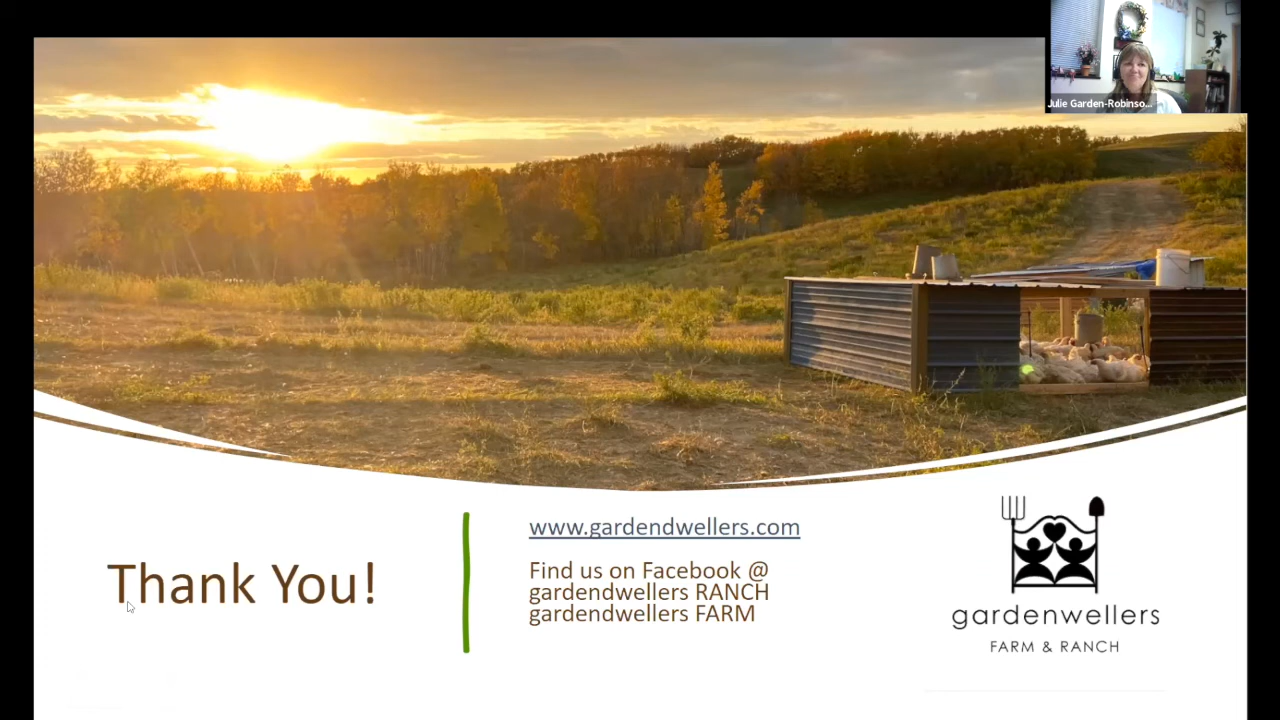 Julie Garden-Robinso...
www.gardendwellers.com
Find us on Facebook @
gardendwellers RANCH
gardendwellers FARM
Thank You!
gardenwellers
FARM & RANCH